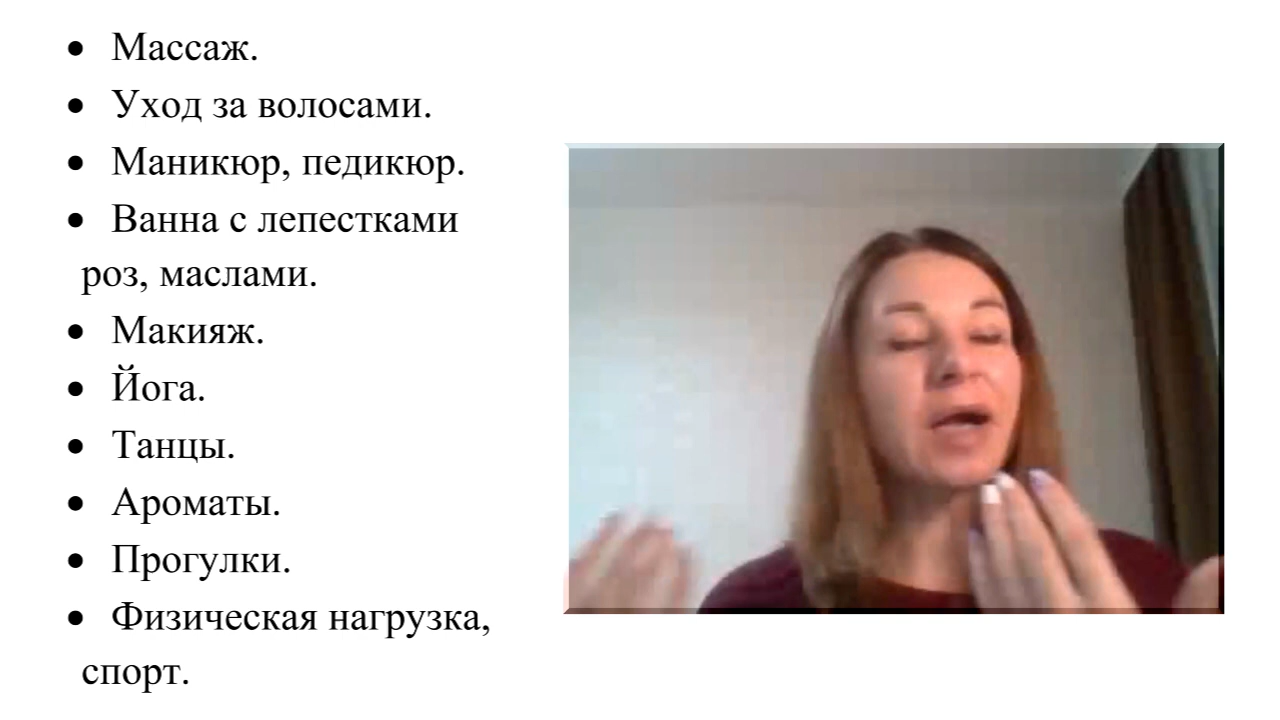 • Массаж.
• Уход за волосами.
• Маникюр, педикюр.
• Ванна с лепестками
роз, маслами.
• Макияж.
• Йога.
• Танцы.
• Ароматы.
• Прогулки.
• Физическая нагрузка,
спорт.